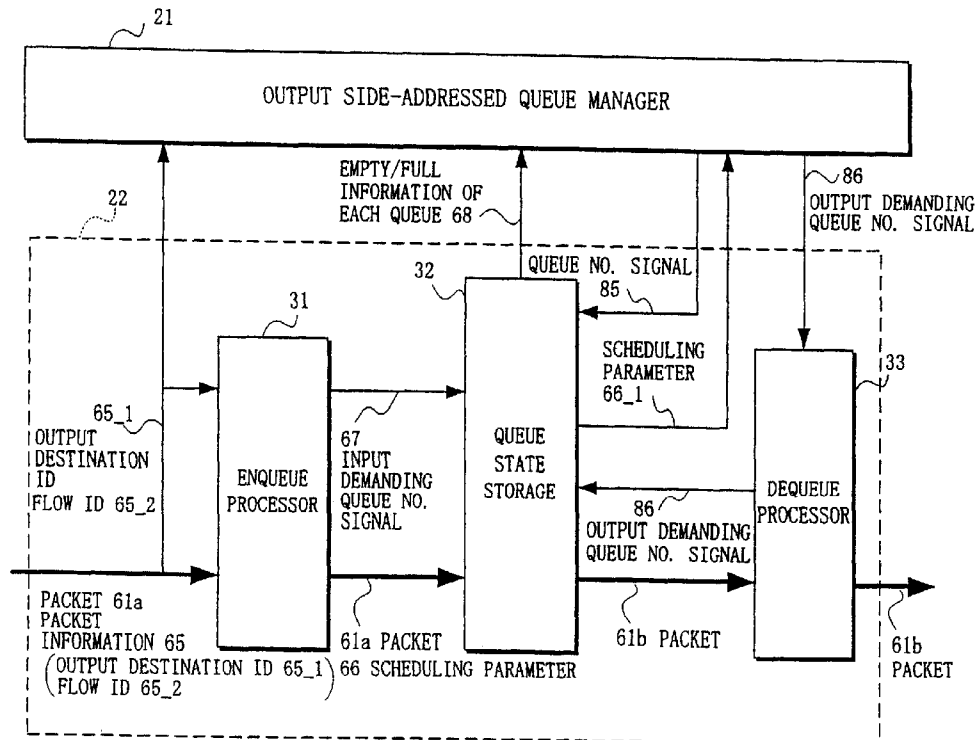 21
OUTPUT SIDE-ADDRESSED QUEUE MANAGER
EMPTY/FULL
INFORMATION OF
EACH QUEUE 68
86
OUTPUT DEMANDING
QUEUE NO. SIGNAL
22
32
QUEUE NO. SIGNAL
85
31
SCHEDULING
PARAMETER
66_1
33
65_1
OUTPUT
DESTINATION
ID
FLOW ID 65_2
ENQUEUE
PROCESSOR
67
INPUT
DEMANDING
QUEUE NO.
SIGNAL
QUEUE
STATE
STORAGE
86
OUTPUT DEMANDING
QUEUE NO. SIGNAL
DEQUEUE
PROCESSOR
PACKET 61a
PACKET
INFORMATION 65
(OUTPUT DESTINATION ID 65_1)
FLOW ID 65_2
61a PACKET
66 SCHEDULING PARAMETER
61b PACKET
61b
PACKET